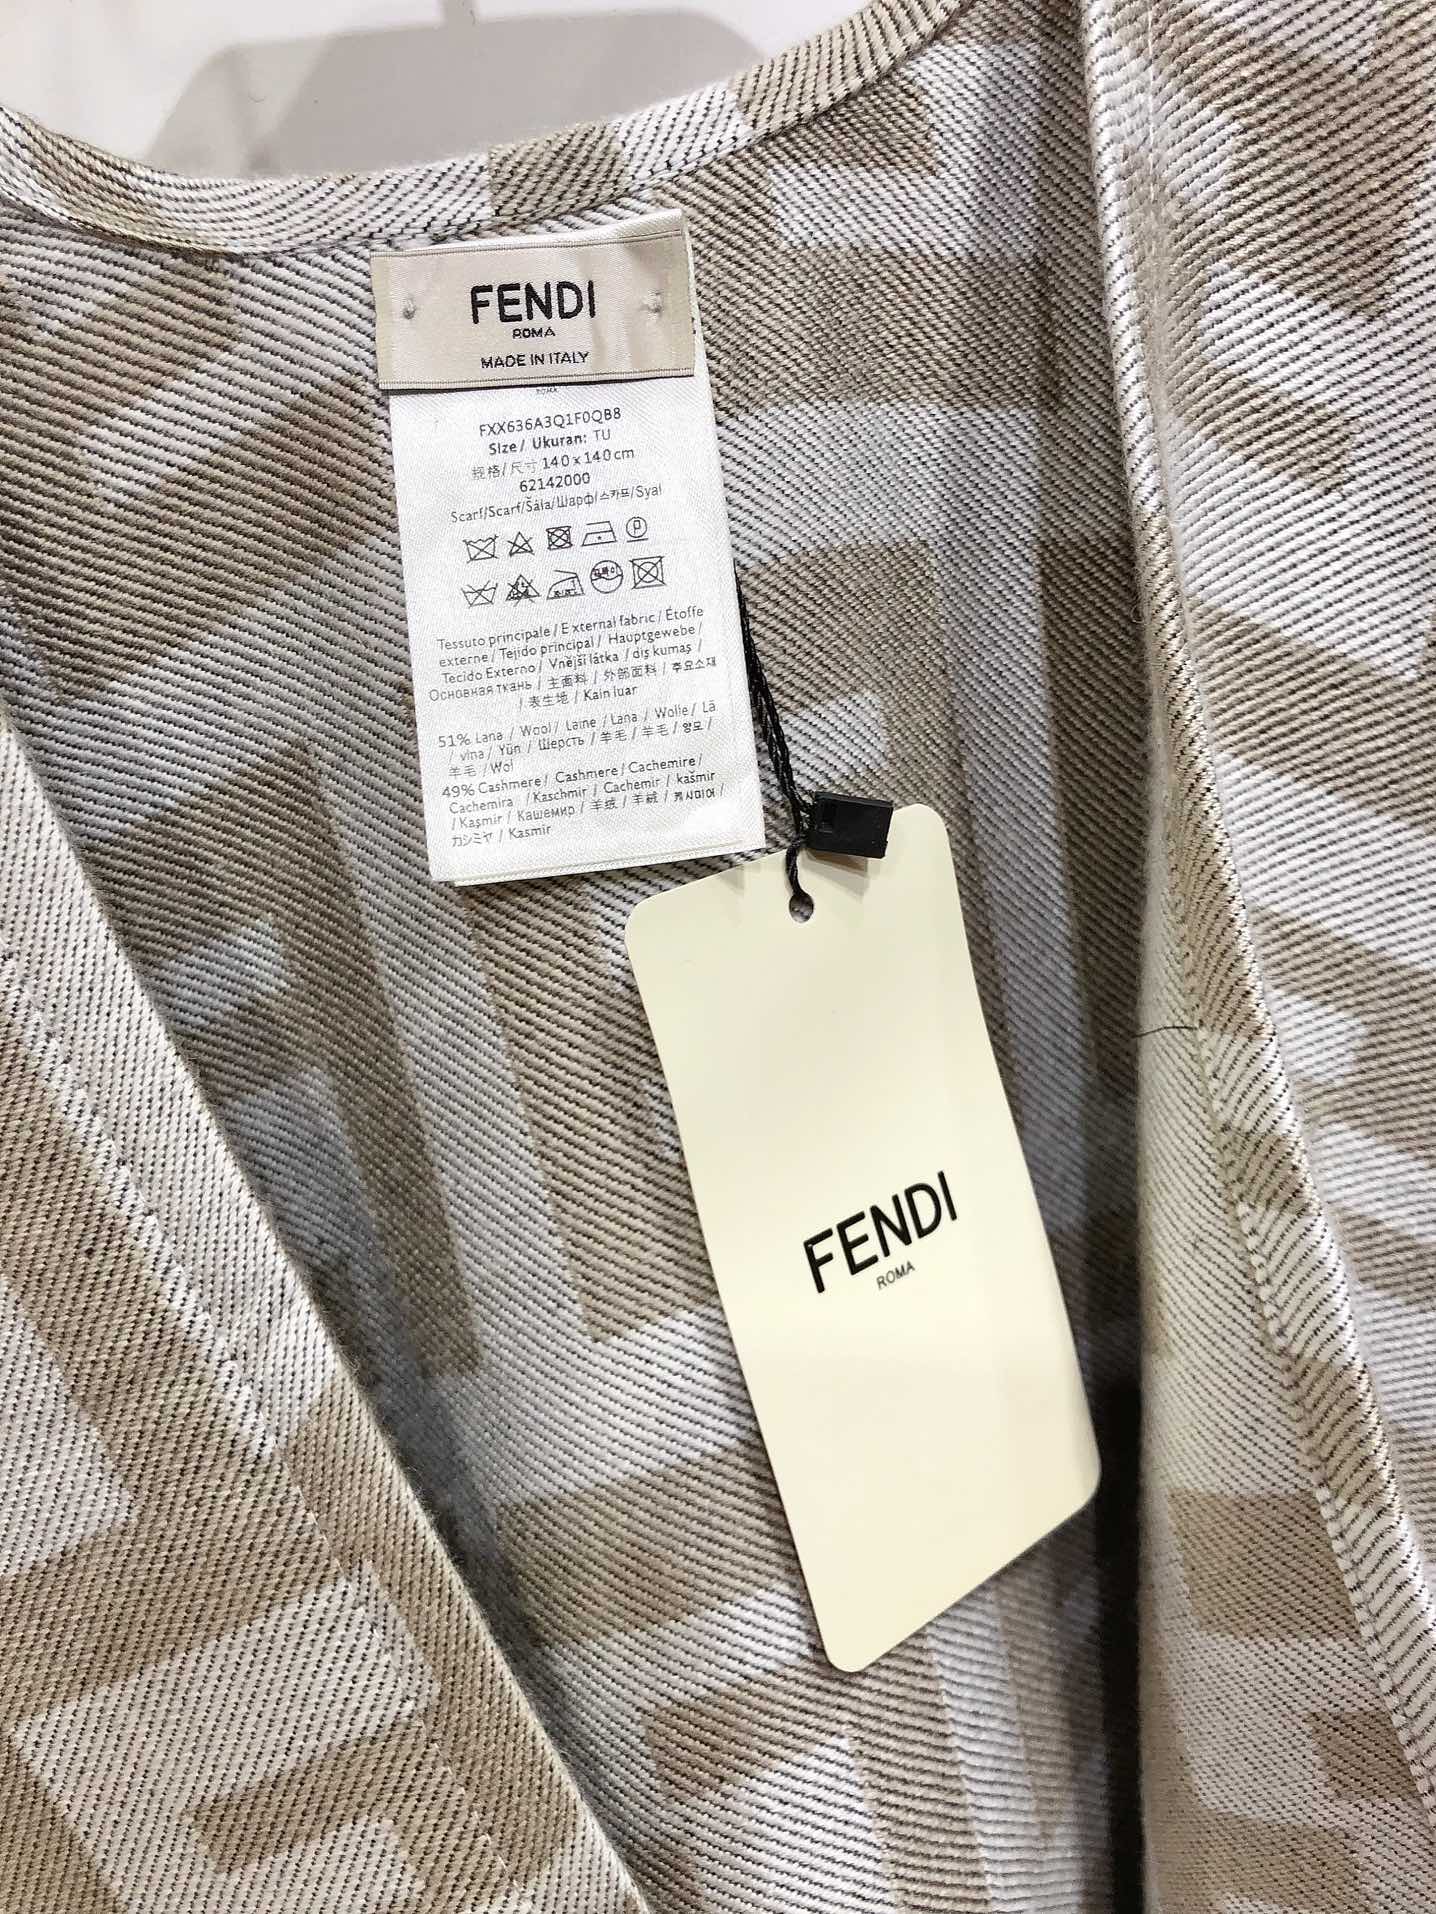 FENDI
ROMA
MADE IN ITALY
ROMA
FXX636A3Q1F0QB8
Size/ Ukuran: TU
规格/尺寸 140 x 140 cm
62142000
Scarf/Scarf/Šála/Шарф/스카프/Syal
Tessuto principale / External fabric / Étoffe
externe / Tejido principal / Hauptgewebe /
Tecido Externo / Vnější látka / dış kumaş /
Основная ткань / 主面料 / 外部面料 / 주요소재
/ 表生地 / Kain luar
51% Lana / Wool / Laine / Lana / Wolle / Lã
/ vlna / Yün / Шерсть / 羊毛 / 羊毛 / 양모 /
羊毛 / Wol
49% Cashmere / Cashmere / Cachemire /
Cachemira / Kaschmir / Cachemir / kašmír
/ Kaşmir / Кашемир / 羊绒 / 羊絨 / 캐시미어 /
カシミヤ / Kasmir
FENDI
ROMA